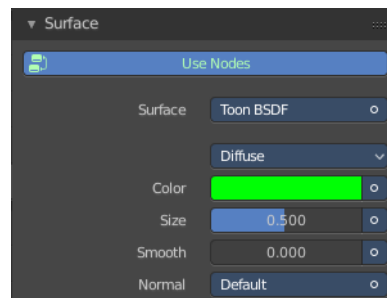 Surface
Use Nodes
Surface Toon BSDF
Diffuse
Color
Size 0.500
Smooth 0.000
Normal Default